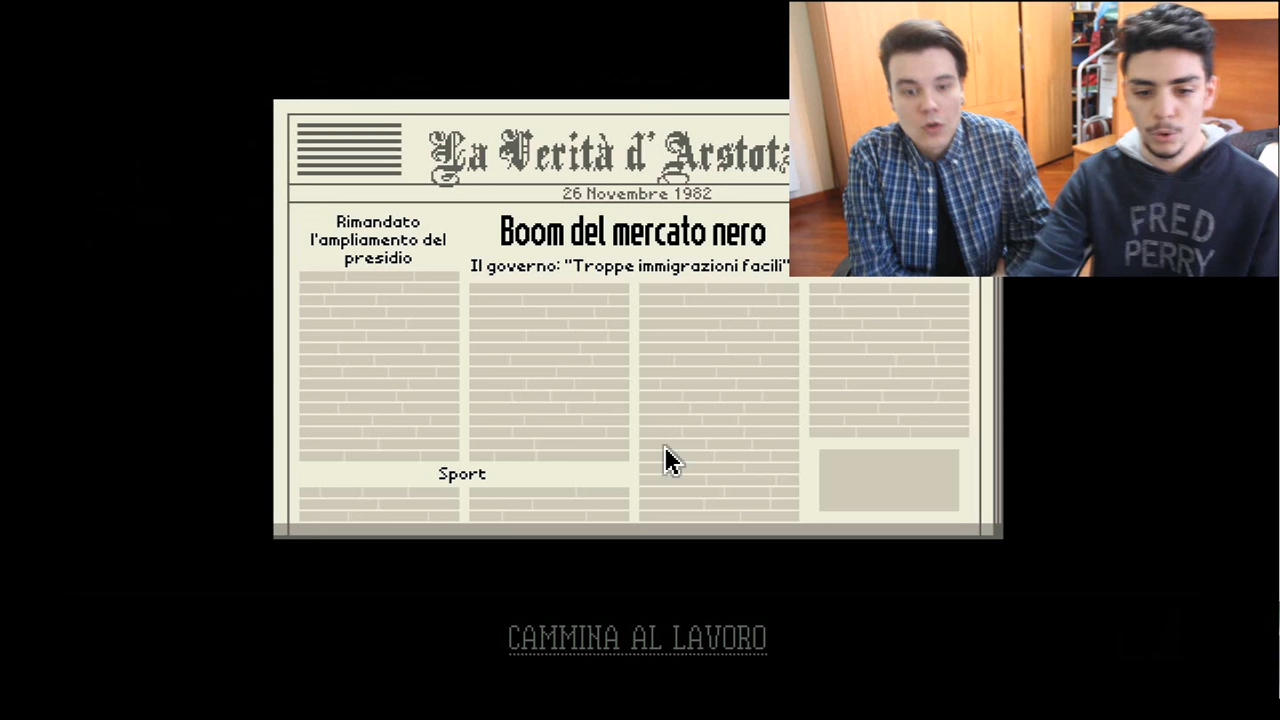 La Verità d'
26 Novembre 1982
Rimandato
l'ampliamento del
presidio
Boom del mercato nero
Il governo: "Troppe immigrazioni facili"
Sport
CAMMINA AL LAVORO
FRED
PERRY